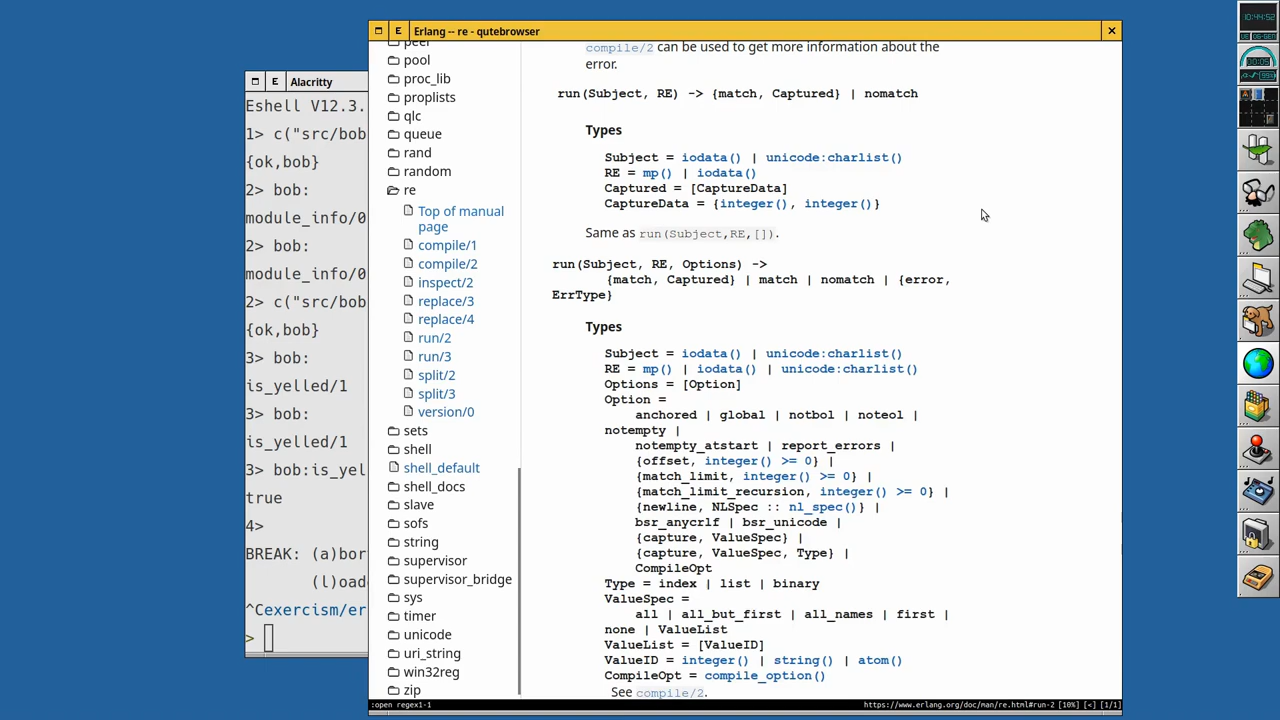 Erlang -- re - qutebrowser
Alacritty
Eshell V12.3.
1> c("src/bob
{ok,bob}
2> bob:
module_info/0
2> bob:
module_info/0
2> c("src/bob
{ok,bob}
3> bob:
is_yelled/1
3> bob:
is_yelled/1
3> bob:is_yel
true
4>
BREAK: (a)bor
(l)oad
^Cexercism/er
>
peer
pool
proc_lib
proplists
qlc
queue
rand
random
re
Top of manual
page
compile/1
compile/2
inspect/2
replace/3
replace/4
run/2
run/3
split/2
split/3
version/0
sets
shell
shell_default
shell_docs
slave
sofs
string
supervisor
supervisor_bridge
sys
timer
unicode
uri_string
win32reg
zip
compile/2 can be used to get more information about the
error.
run(Subject, RE) -> {match, Captured} | nomatch
Types
Subject = iodata() | unicode:charlist()
RE = mp() | iodata()
Captured = [CaptureData]
CaptureData = {integer(), integer()}
Same as run(Subject,RE,[]).
run(Subject, RE, Options) ->
{match, Captured} | match | nomatch | {error,
ErrType}
Types
Subject = iodata() | unicode:charlist()
RE = mp() | iodata() | unicode:charlist()
Options = [Option]
Option =
anchored | global | notbol | noteol |
notempty |
notempty_atstart | report_errors |
{offset, integer() >= 0} |
{match_limit, integer() >= 0} |
{match_limit_recursion, integer() >= 0} |
{newline, NLSpec :: nl_spec()} |
bsr_anycrlf | bsr_unicode |
{capture, ValueSpec} |
{capture, ValueSpec, Type} |
CompileOpt
Type = index | list | binary
ValueSpec =
all | all_but_first | all_names | first |
none | ValueList
ValueList = [ValueID]
ValueID = integer() | string() | atom()
CompileOpt = compile_option()
See compile/2.
:open regex1-1
https://www.erlang.org/doc/man/re.html#run-2 [10%] [<] [1/1]
10:44:52
00:05
99%